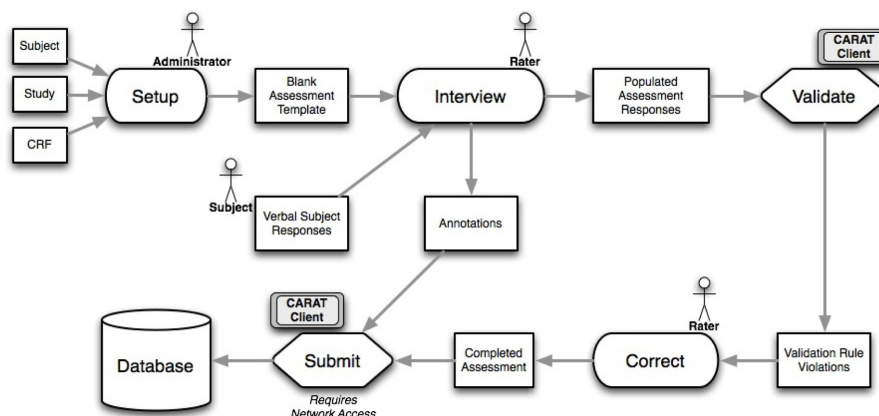 Subject
Study
CRF
Administrator
Setup
Blank
Assessment
Template
Rater
Interview
Populated
Assessment
Responses
CARAT
Client
Validate
Subject
Verbal Subject
Responses
Annotations
CARAT
Client
Database
Submit
Requires
Network Access
Completed
Assessment
Rater
Correct
Validation Rule
Violations